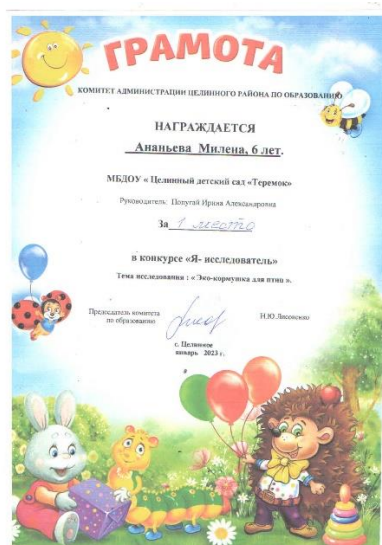 ГРАМОТА
КОМИТЕТ АДМИНИСТРАЦИИ ЦЕЛИННОГО РАЙОНА ПО ОБРАЗОВАНИЮ
НАГРАЖДАЕТСЯ
Ананьева Милена, 6 лет.
МБДОУ « Целинный детский сад «Теремок»
Руководитель: Попугай Ирина Александровна
За 1 место
в конкурсе «Я- исследователь»
Тема исследования : « Эко-кормушка для птиц ».
Председатель комитета
по образованию
Н.Ю.Лисовенко
с. Целинное
январь 2023 г.